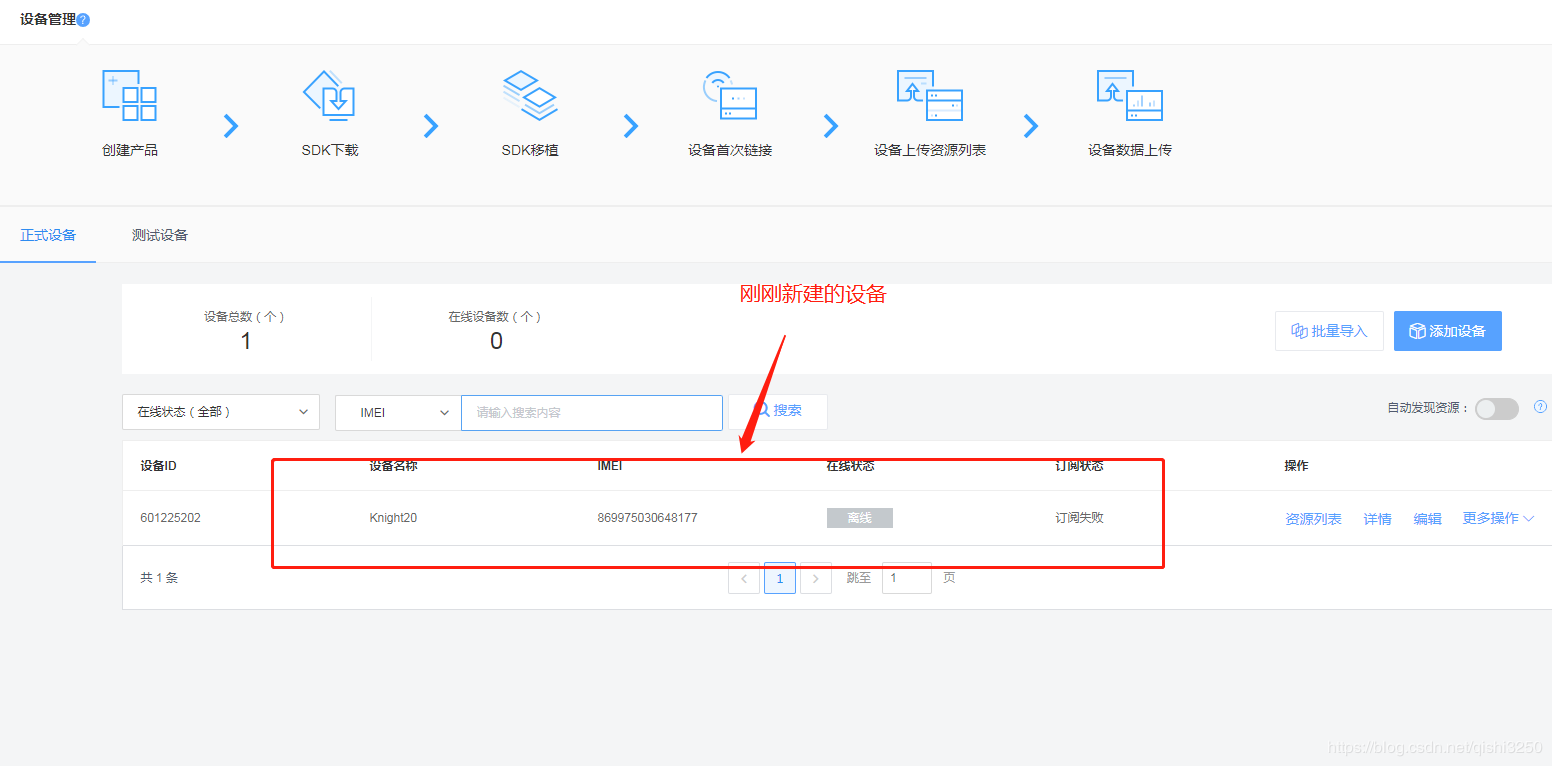 设备管理
创建产品 SDK下载 SDK移植 设备首次链接 设备上传资源列表 设备数据上传
正式设备 测试设备
刚刚新建的设备
设备总数（个） 在线设备数（个）
1 0
批量导入 添加设备
在线状态（全部） IMEI 请输入搜索内容 搜索 自动发现资源：
设备ID 设备名称 IMEI 在线状态 订阅状态 操作
601225202 Knight20 869975030648177 离线 订阅失败 资源列表 详情 编辑 更多操作
共 1 条 1 跳至 1 页
https://blog.csdn.net/qishi3250